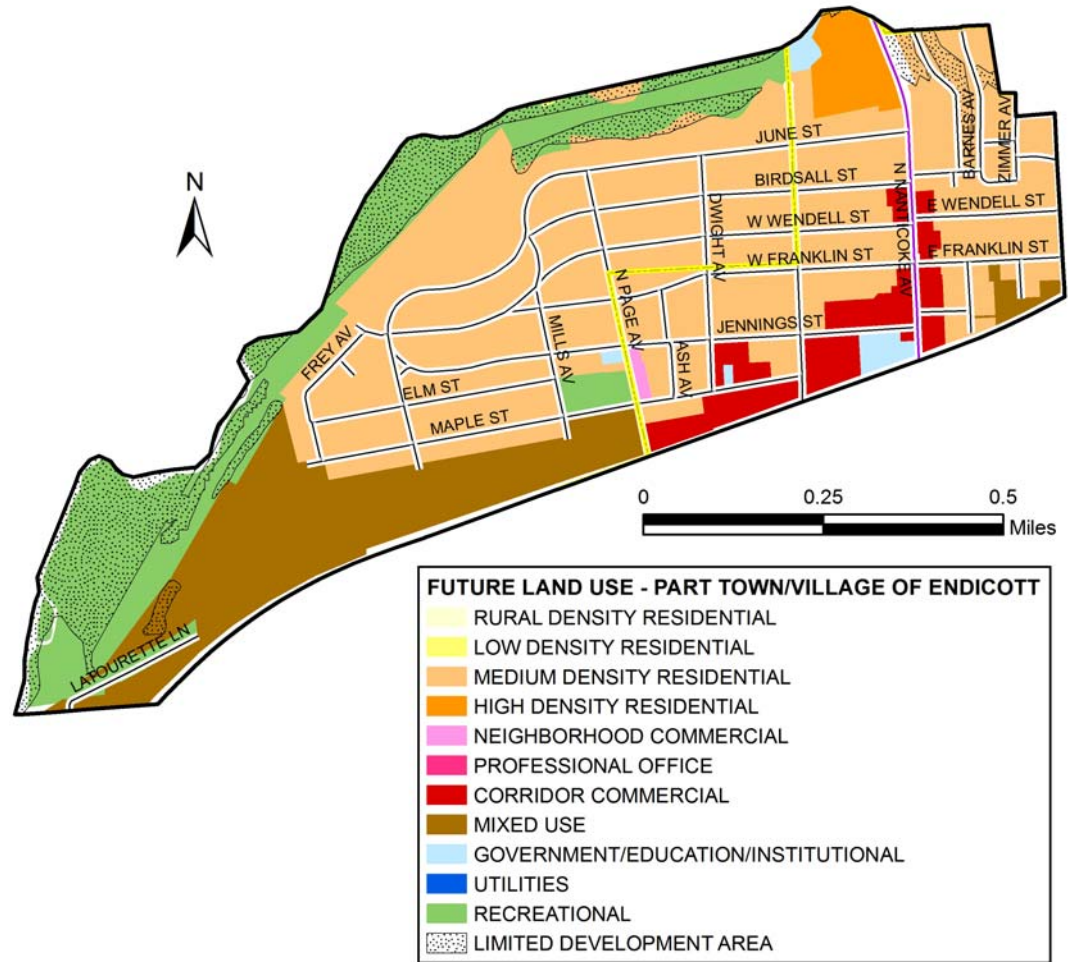 N
JUNE ST
BIRDSALL ST
W WENDELL ST
W FRANKLIN ST
DWIGHT AV
N NANTICOKE AV
BARNES AV
ZIMMER AV
E WENDELL ST
E FRANKLIN ST
N PAGE AV
MILLS AV
JENNINGS ST
ASH AV
FREY AV
ELM ST
MAPLE ST
LATOURETTE LN
0 0.25 0.5
Miles
FUTURE LAND USE - PART TOWN/VILLAGE OF ENDICOTT
RURAL DENSITY RESIDENTIAL
LOW DENSITY RESIDENTIAL
MEDIUM DENSITY RESIDENTIAL
HIGH DENSITY RESIDENTIAL
NEIGHBORHOOD COMMERCIAL
PROFESSIONAL OFFICE
CORRIDOR COMMERCIAL
MIXED USE
GOVERNMENT/EDUCATION/INSTITUTIONAL
UTILITIES
RECREATIONAL
LIMITED DEVELOPMENT AREA